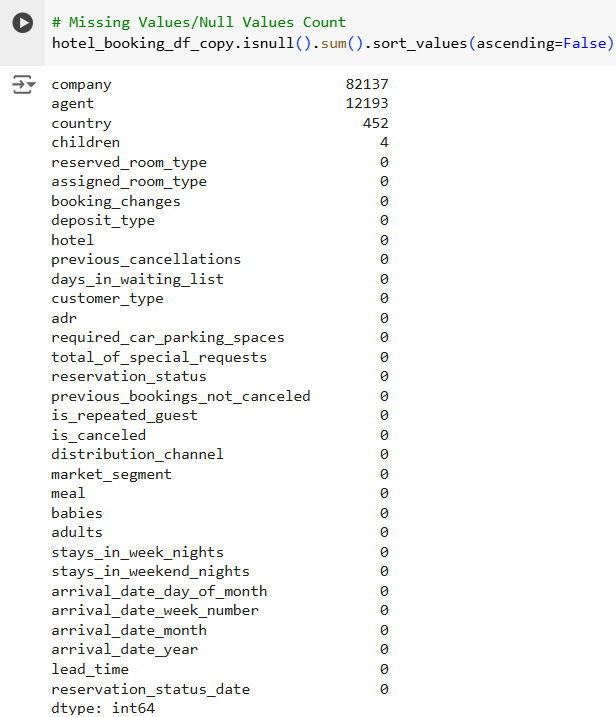 # Missing Values/Null Values Count
hotel_booking_df_copy.isnull().sum().sort_values(ascending=False)
company 82137
agent 12193
country 452
children 4
reserved_room_type 0
assigned_room_type 0
booking_changes 0
deposit_type 0
hotel 0
previous_cancellations 0
days_in_waiting_list 0
customer_type 0
adr 0
required_car_parking_spaces 0
total_of_special_requests 0
reservation_status 0
previous_bookings_not_canceled 0
is_repeated_guest 0
is_canceled 0
distribution_channel 0
market_segment 0
meal 0
babies 0
adults 0
stays_in_week_nights 0
stays_in_weekend_nights 0
arrival_date_day_of_month 0
arrival_date_week_number 0
arrival_date_month 0
arrival_date_year 0
lead_time 0
reservation_status_date 0
dtype: int64